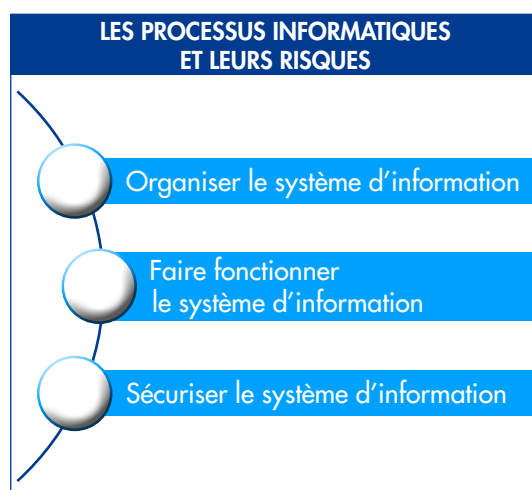 LES PROCESSUS INFORMATIQUES
ET LEURS RISQUES
Organiser le système d’information
Faire fonctionner
le système d’information
Sécuriser le système d’information